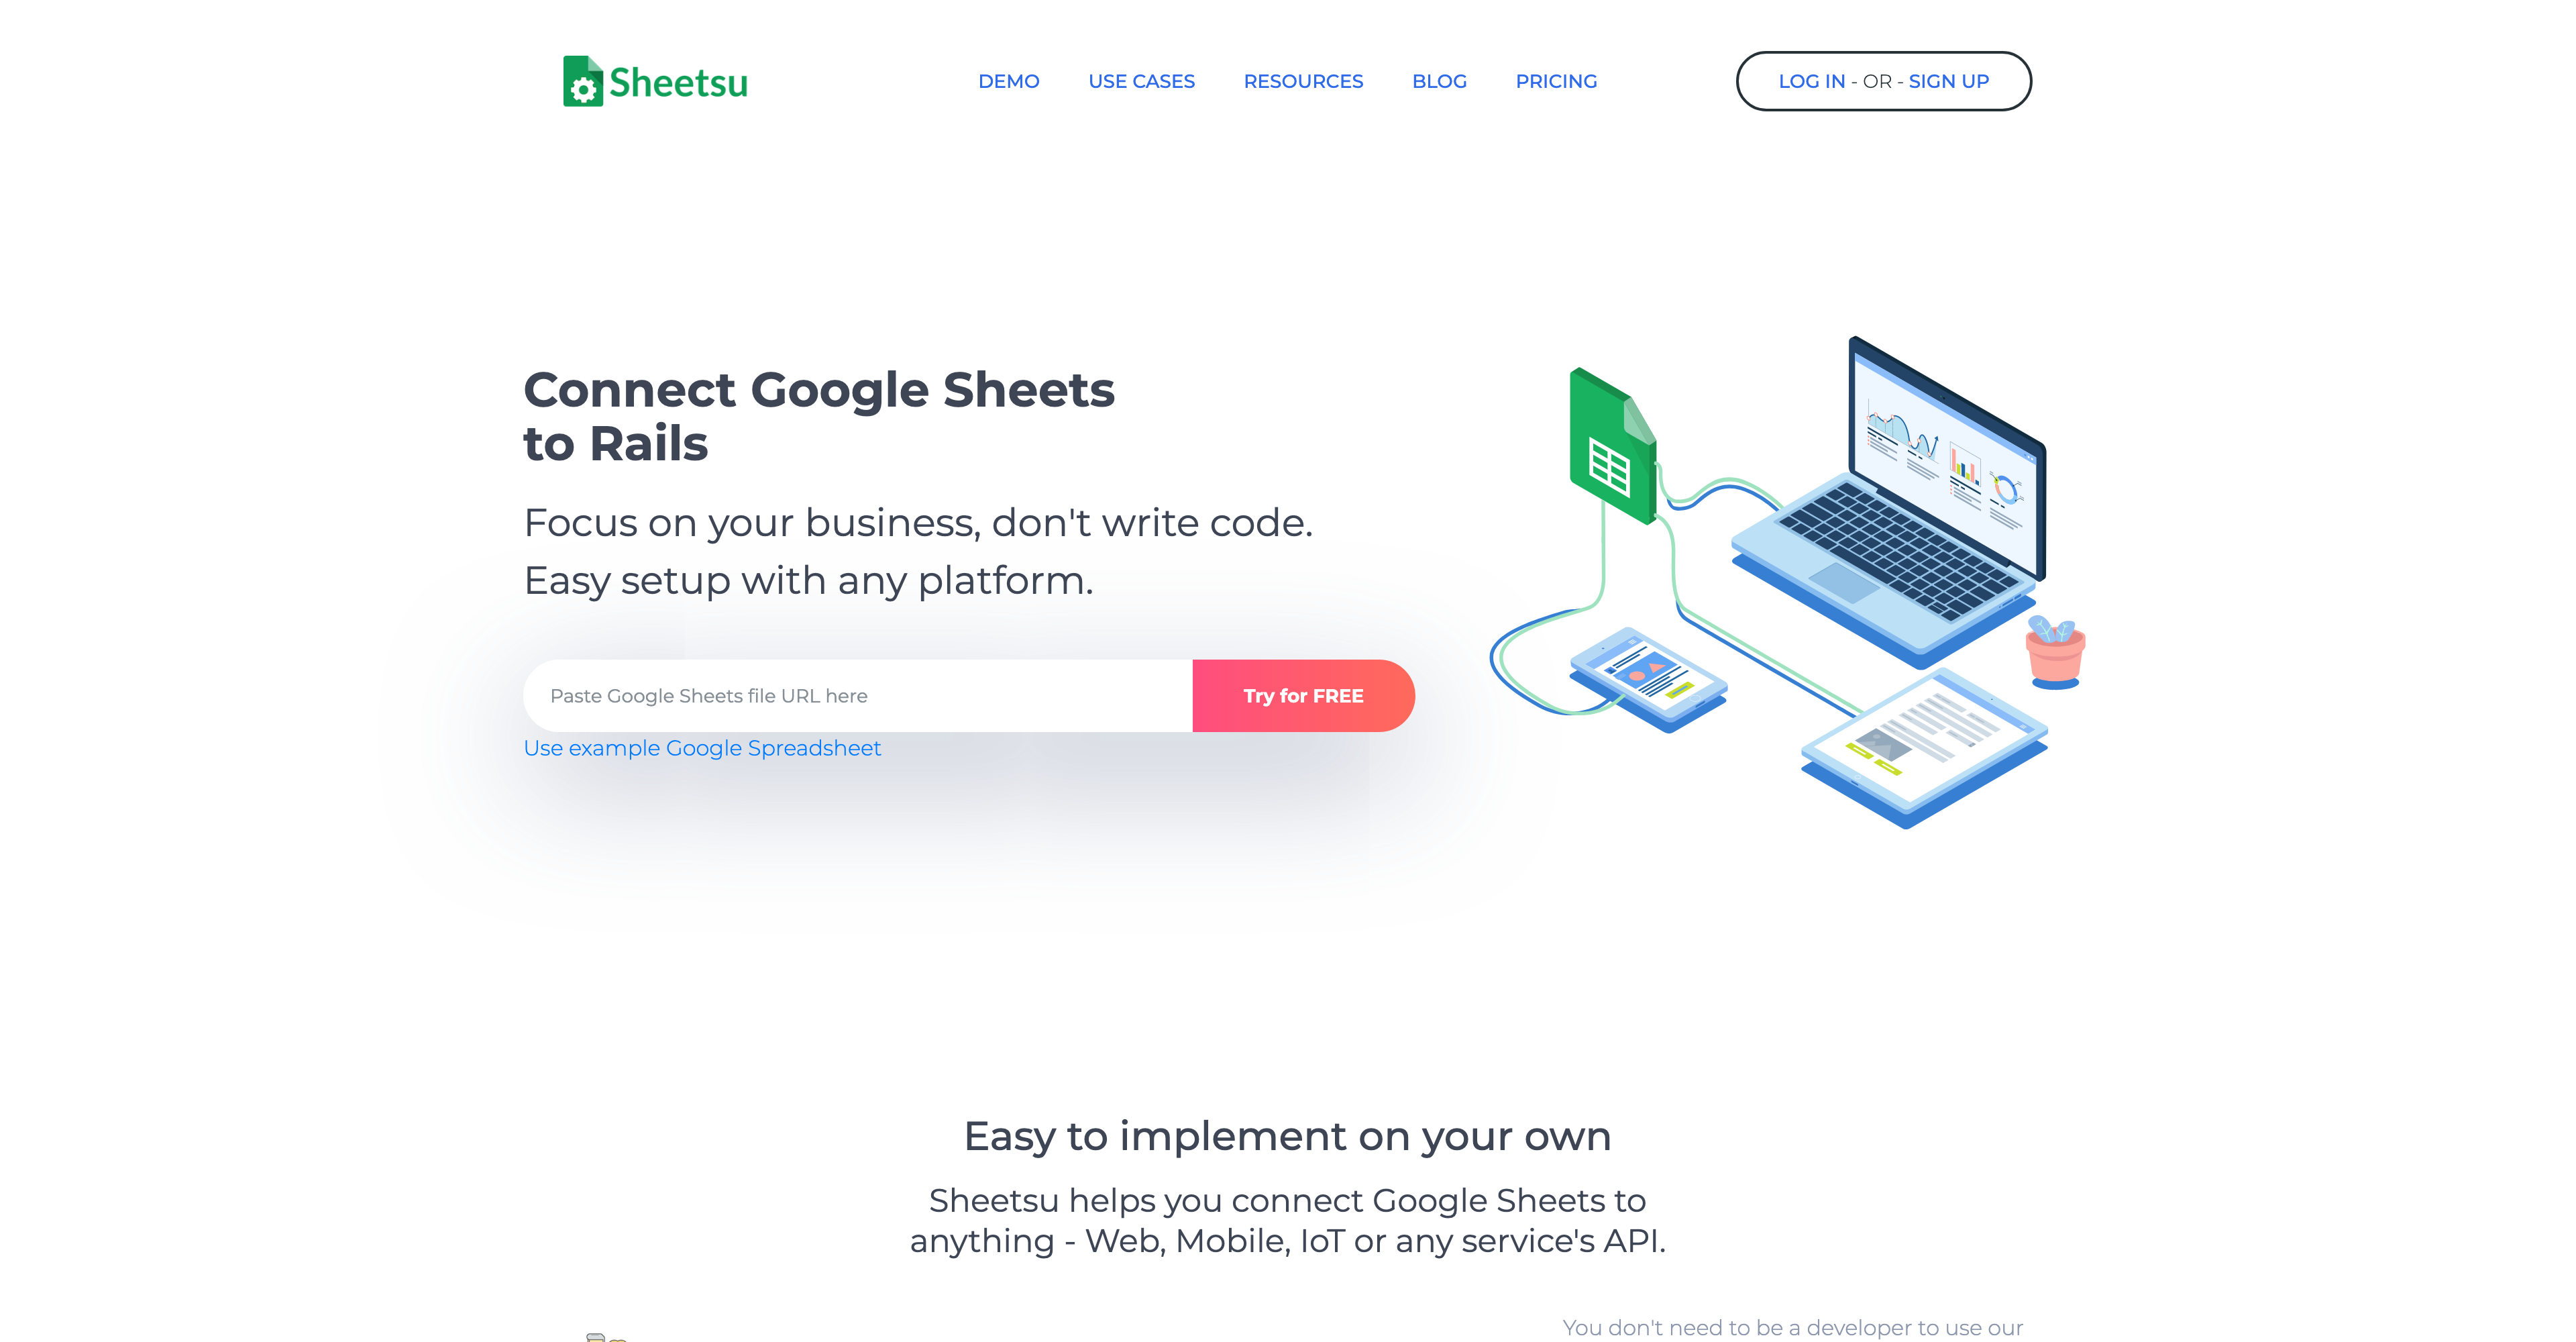 Sheetsu
DEMO
USE CASES
RESOURCES
BLOG
PRICING
LOG IN - OR - SIGN UP
Connect Google Sheets
to Rails
Focus on your business, don't write code.
Easy setup with any platform.
Paste Google Sheets file URL here
Try for FREE
Use example Google Spreadsheet
Easy to implement on your own
Sheetsu helps you connect Google Sheets to
anything - Web, Mobile, IoT or any service's API.
You don't need to be a developer to use our